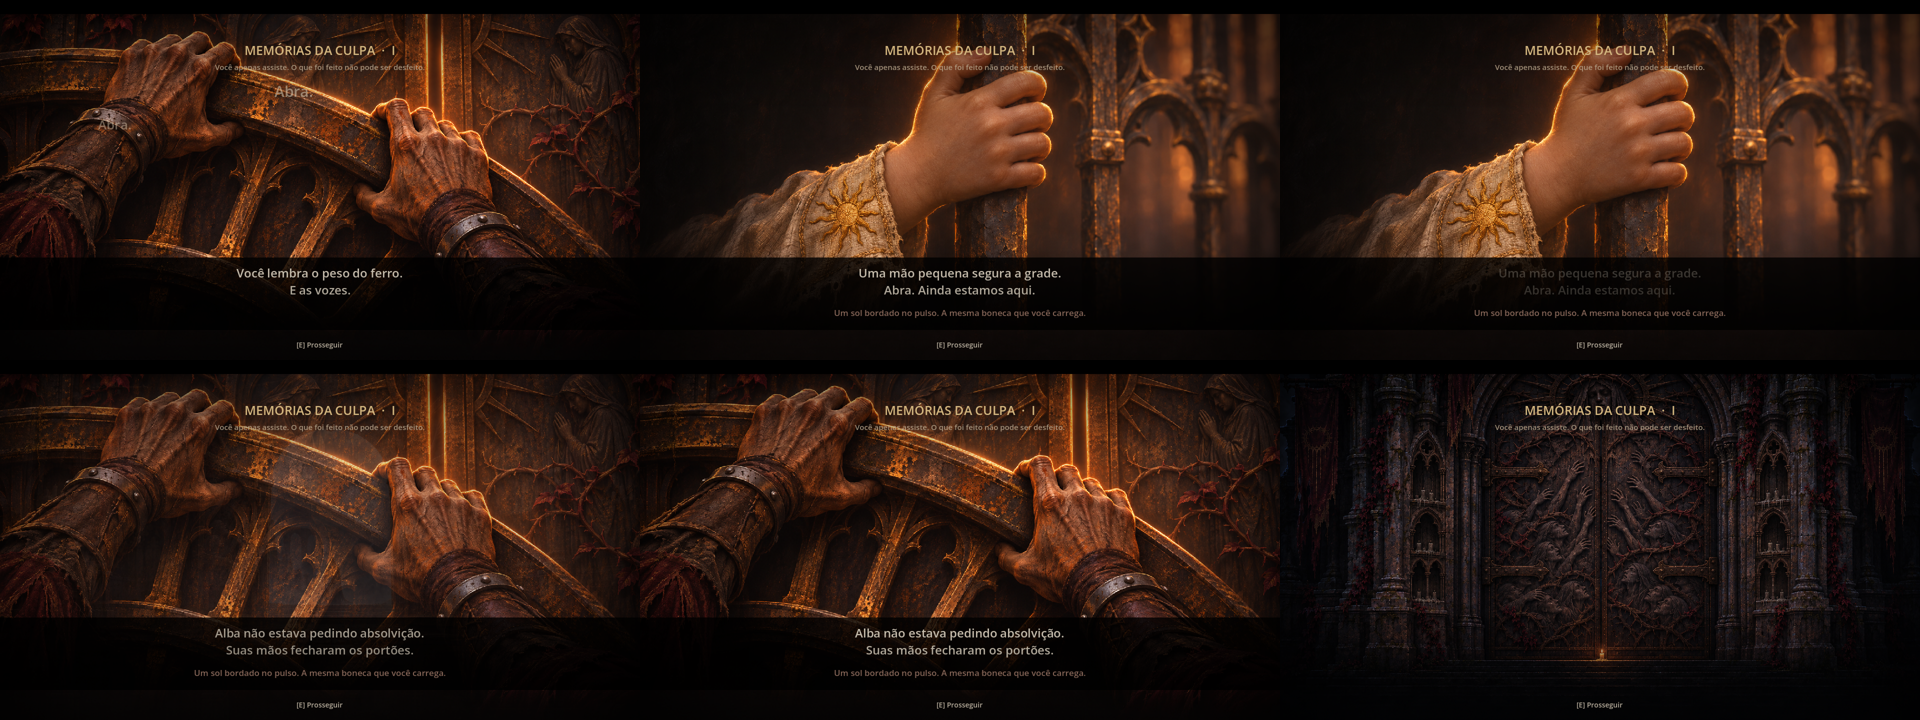 MEMÓRIAS DA CULPA · I
Você apenas assiste. O que foi feito não pode ser desfeito.
Abra.
Abra.
Você lembra o peso do ferro.
E as vozes.
[E] Prosseguir
MEMÓRIAS DA CULPA · I
Você apenas assiste. O que foi feito não pode ser desfeito.
Uma mão pequena segura a grade.
Abra. Ainda estamos aqui.
Um sol bordado no pulso. A mesma boneca que você carrega.
[E] Prosseguir
MEMÓRIAS DA CULPA · I
Você apenas assiste. O que foi feito não pode ser desfeito.
Uma mão pequena segura a grade.
Abra. Ainda estamos aqui.
Um sol bordado no pulso. A mesma boneca que você carrega.
[E] Prosseguir
MEMÓRIAS DA CULPA · I
Você apenas assiste. O que foi feito não pode ser desfeito.
Alba não estava pedindo absolvição.
Suas mãos fecharam os portões.
Um sol bordado no pulso. A mesma boneca que você carrega.
[E] Prosseguir
MEMÓRIAS DA CULPA · I
Você apenas assiste. O que foi feito não pode ser desfeito.
Alba não estava pedindo absolvição.
Suas mãos fecharam os portões.
Um sol bordado no pulso. A mesma boneca que você carrega.
[E] Prosseguir
MEMÓRIAS DA CULPA · I
Você apenas assiste. O que foi feito não pode ser desfeito.
[E] Prosseguir